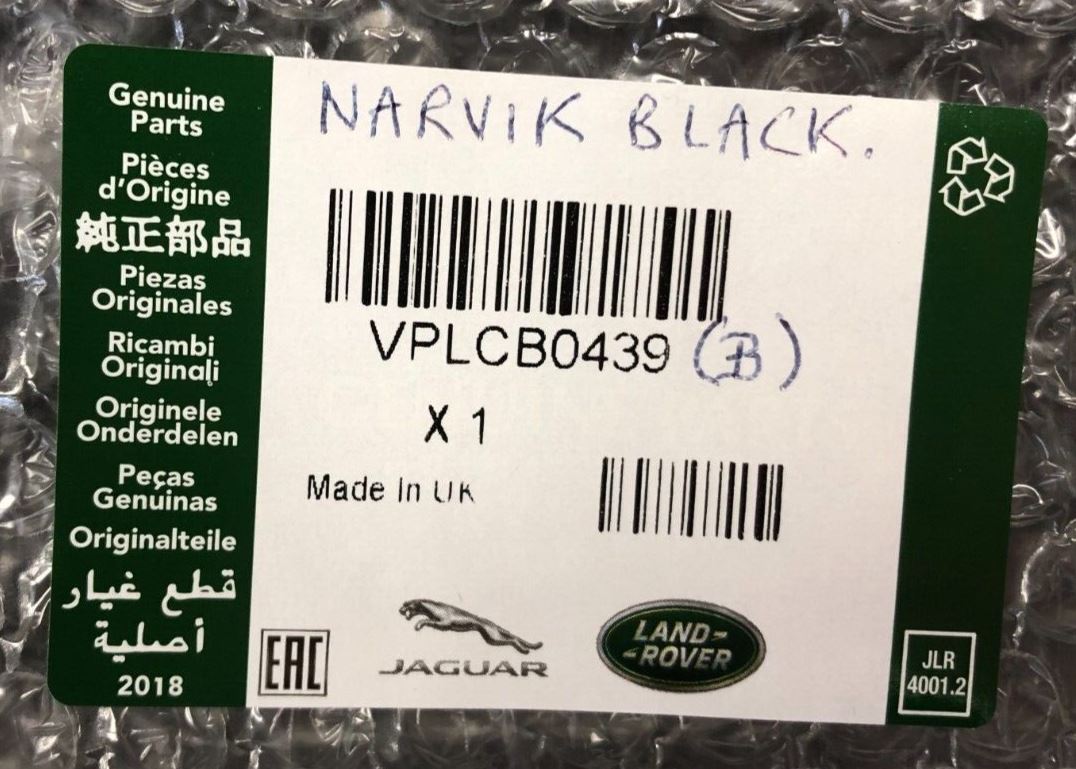 Genuine
Parts
Pièces
d'Origine
純正部品
Piezas
Originales
Ricambi
Originali
Originele
Onderdelen
Peças
Genuinas
Originalteile
قطع غيار
أصلية
2018
NARVIK BLACK.
VPLCB0439 (B)
X 1
Made In UK
EAC
JAGUAR
LAND-
-ROVER
JLR
4001.2